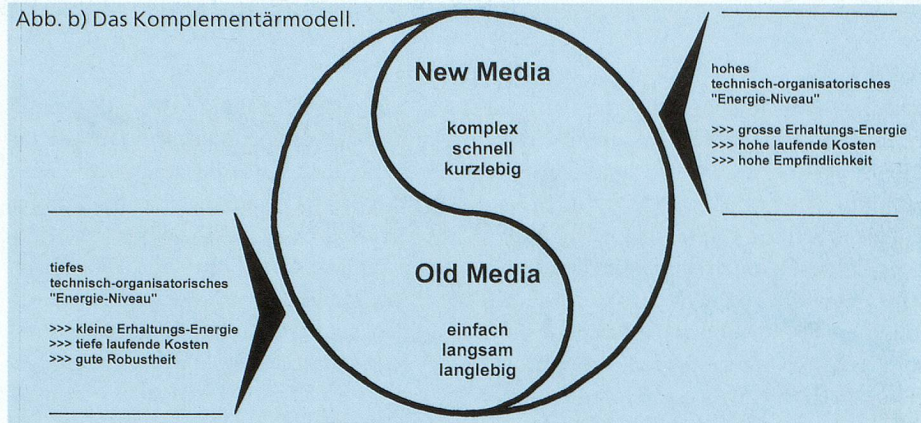 Abb. b) Das Komplementärmodell.
New Media
komplex
schnell
kurzlebig
hohes
technisch-organisatorisches
"Energie-Niveau"
>>> grosse Erhaltungs-Energie
>>> hohe laufende Kosten
>>> hohe Empfindlichkeit
tiefes
technisch-organisatorisches
"Energie-Niveau"
>>> kleine Erhaltungs-Energie
>>> tiefe laufende Kosten
>>> gute Robustheit
Old Media
einfach
langsam
langlebig